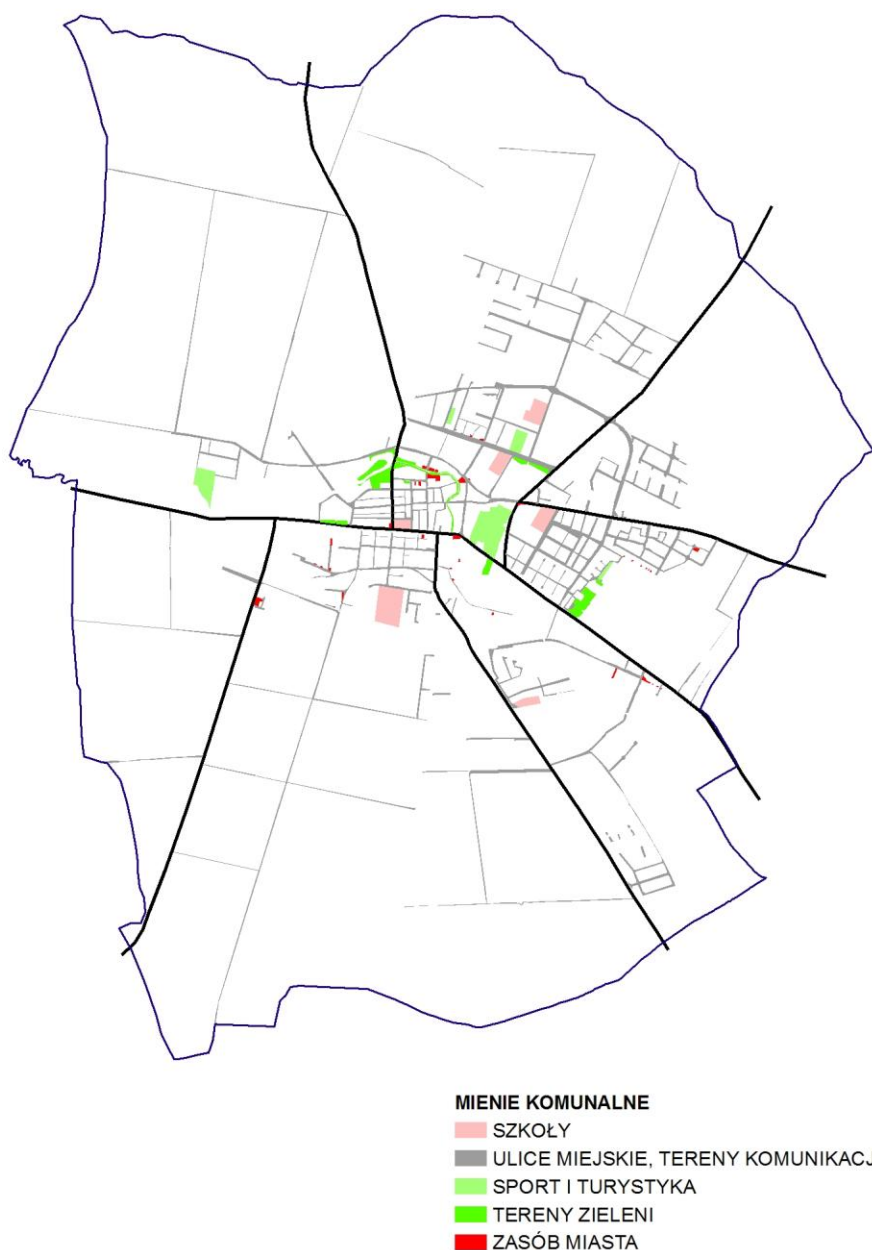 MIENIE KOMUNALNE
SZKOŁY
ULICE MIEJSKIE, TERENY KOMUNIKACJ
SPORT I TURYSTYKA
TERENY ZIELENI
ZASÓB MIASTA